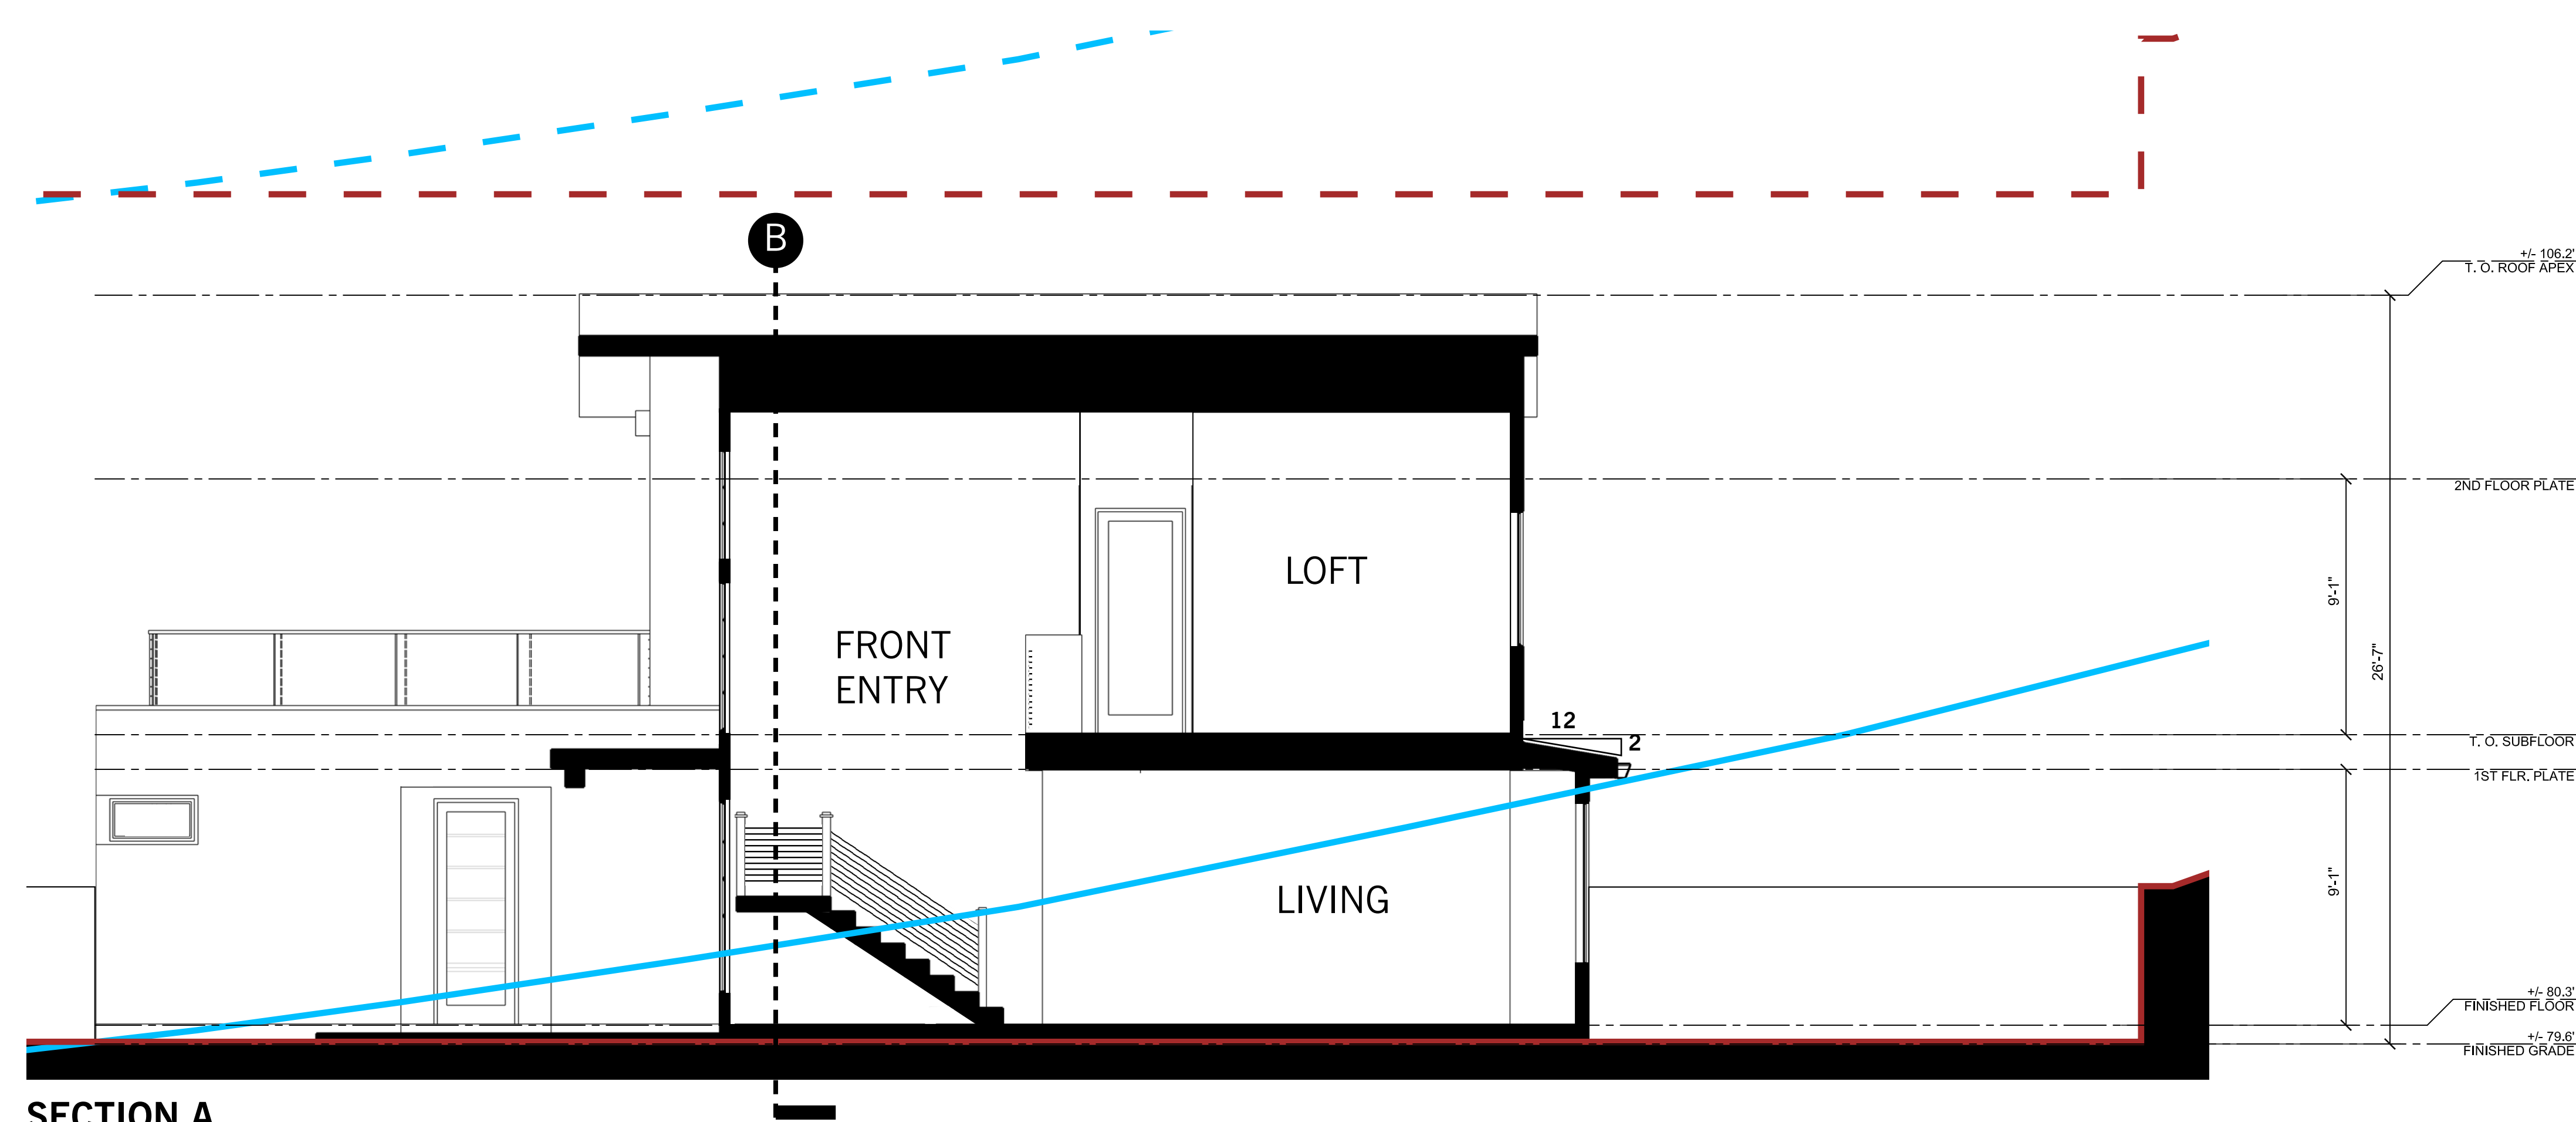 B
+/- 106.2'
T. O. ROOF APEX
2ND FLOOR PLATE
LOFT
9'-1"
FRONT
ENTRY
26'-7"
12
2
T. O. SUBFLOOR
1ST FLR. PLATE
LIVING
9'-1"
+/- 80.3'
FINISHED FLOOR
+/- 79.6'
FINISHED GRADE
SECTION A